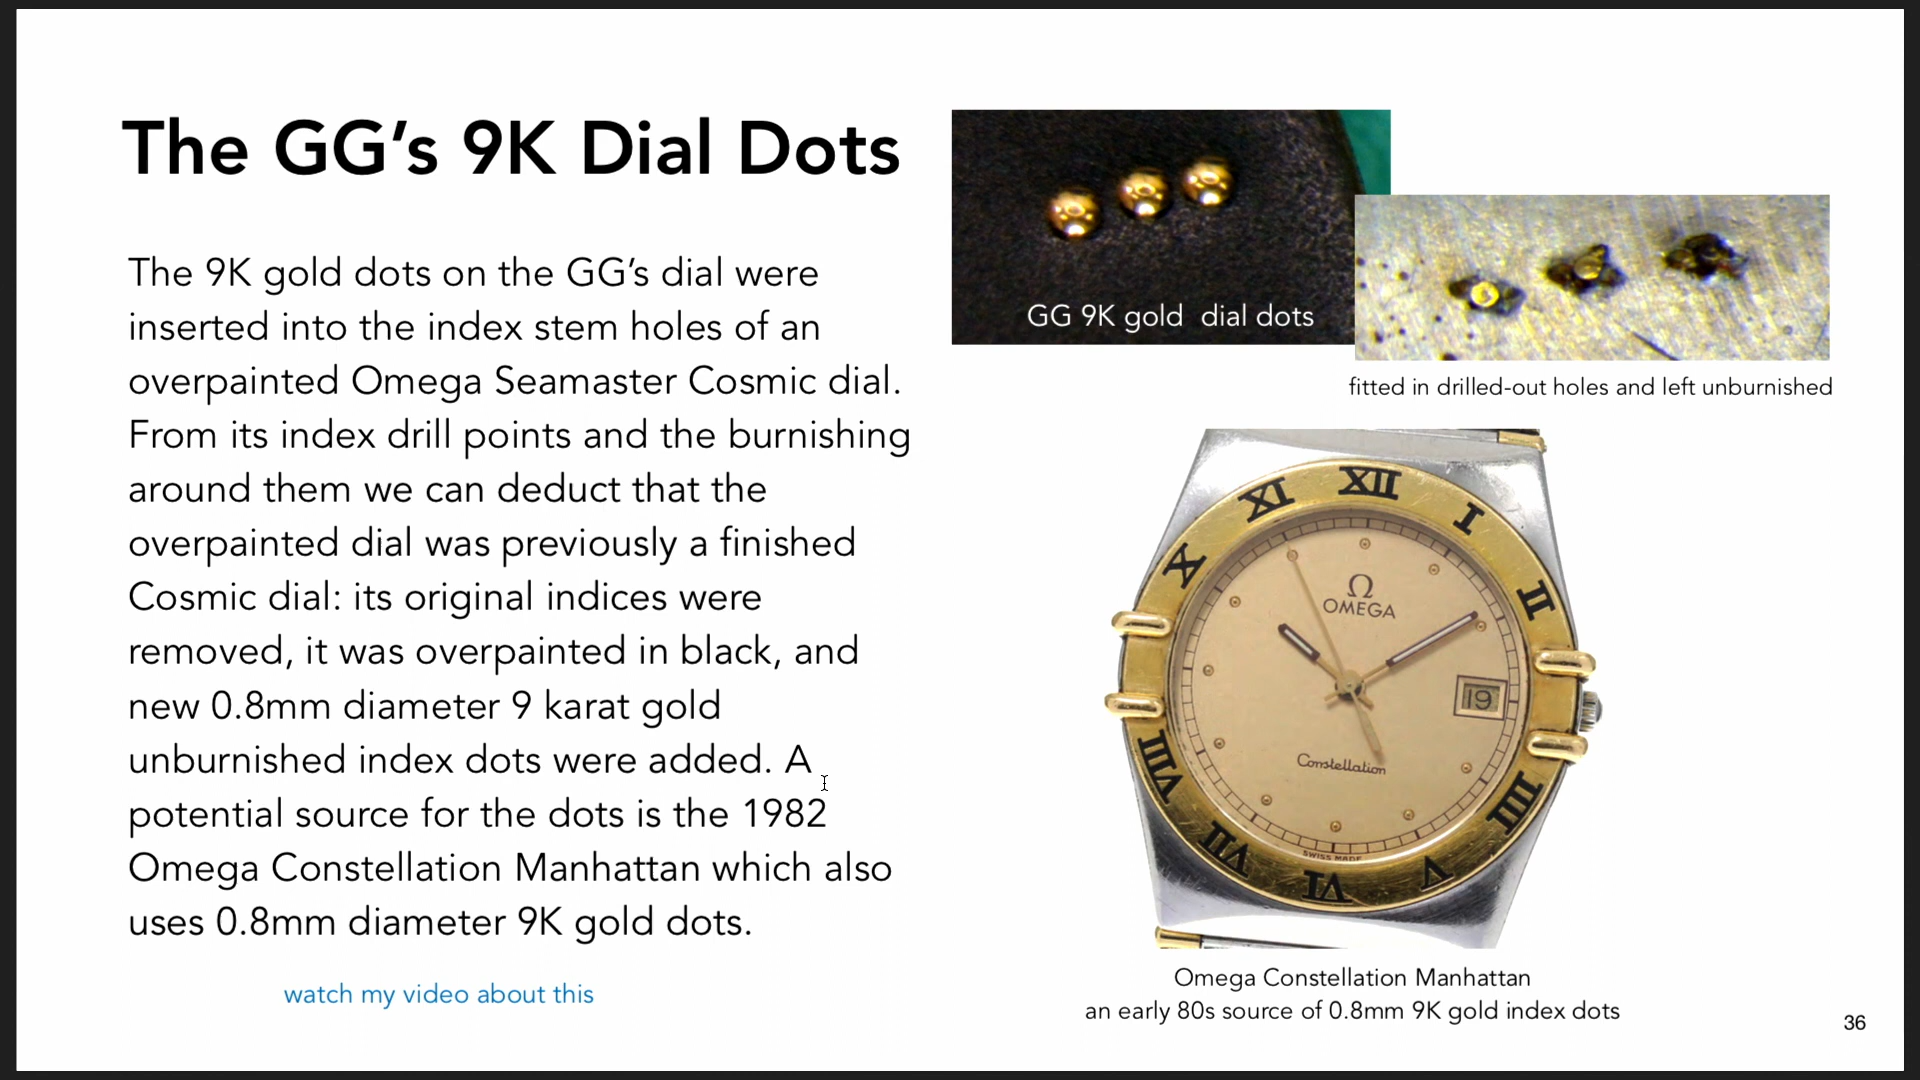 The GG's 9K Dial Dots
The 9K gold dots on the GG's dial were
inserted into the index stem holes of an
overpainted Omega Seamaster Cosmic dial.
From its index drill points and the burnishing
around them we can deduct that the
overpainted dial was previously a finished
Cosmic dial: its original indices were
removed, it was overpainted in black, and
new 0.8mm diameter 9 karat gold
unburnished index dots were added. A
potential source for the dots is the 1982
Omega Constellation Manhattan which also
uses 0.8mm diameter 9K gold dots.
watch my video about this
GG 9K gold dial dots
fitted in drilled-out holes and left unburnished
XII
I
II
IIII
V
VI
VII
VIII
X
XI
Ω
OMEGA
19
Constellation
SWISS MADE
Omega Constellation Manhattan
an early 80s source of 0.8mm 9K gold index dots
36